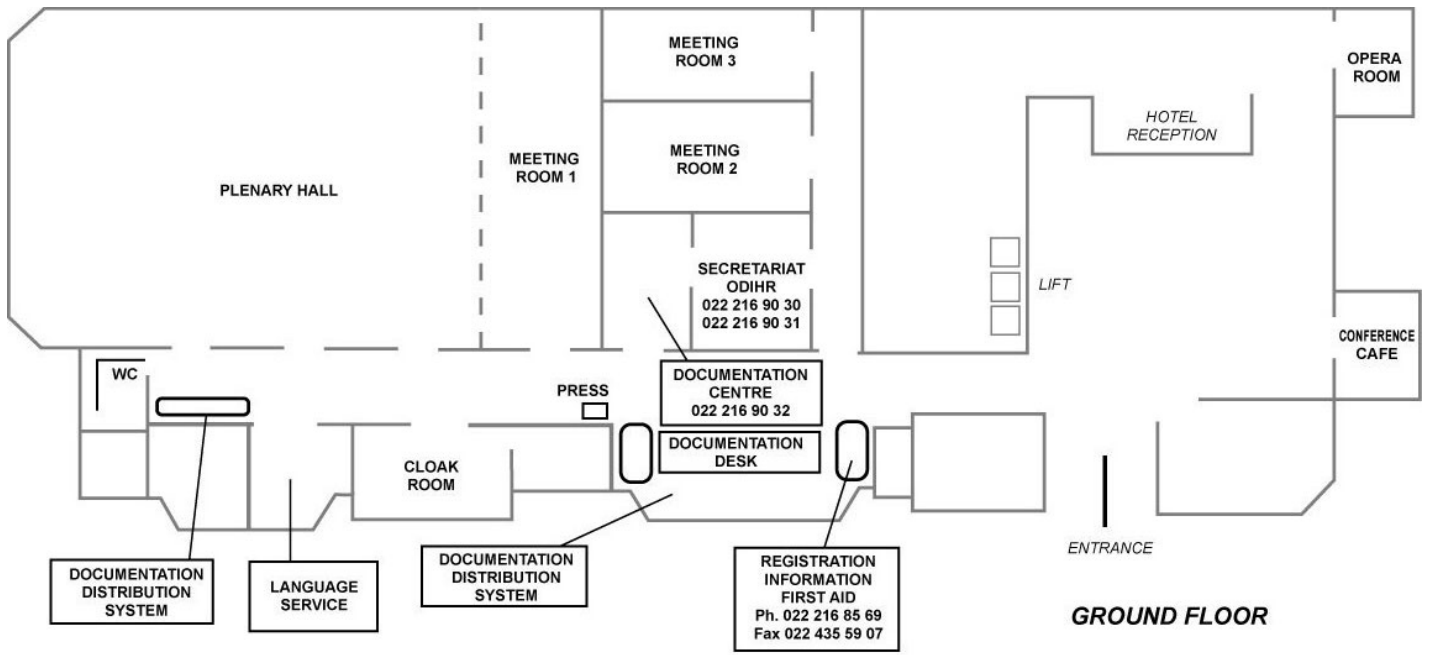 MEETING
ROOM 3
OPERA
ROOM
HOTEL
RECEPTION
MEETING
ROOM 1
MEETING
ROOM 2
PLENARY HALL
SECRETARIAT
ODIHR
022 216 90 30
022 216 90 31
LIFT
CONFERENCE
CAFE
WC
PRESS
DOCUMENTATION
CENTRE
022 216 90 32
DOCUMENTATION
DESK
CLOAK
ROOM
ENTRANCE
DOCUMENTATION
DISTRIBUTION
SYSTEM
LANGUAGE
SERVICE
DOCUMENTATION
DISTRIBUTION
SYSTEM
REGISTRATION
INFORMATION
FIRST AID
Ph. 022 216 85 69
Fax 022 435 59 07
GROUND FLOOR